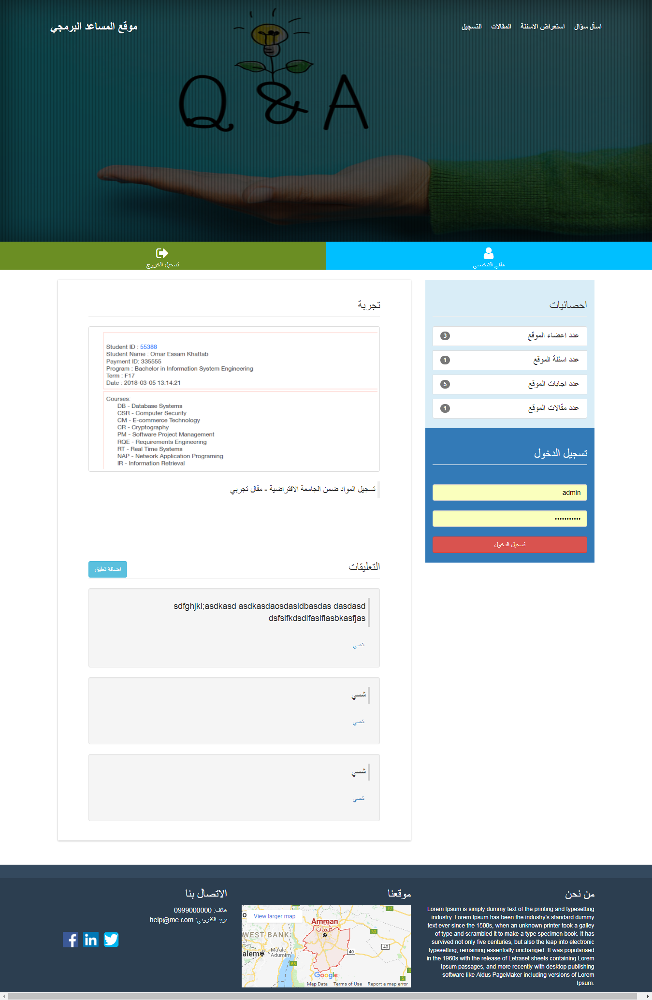 موقع المساعد البرمجي
اسأل سؤال
استعراض الاسئلة
المقالات
التسجيل
Q & A
ملفي الشخصي
تسجيل الخروج
احصائيات
عدد اعضاء الموقع 3
عدد اسئلة الموقع 1
عدد اجابات الموقع 5
عدد مقالات الموقع 1
تسجيل الدخول
admin
•••••••••••
تسجيل الدخول
تجربة
Student ID : 55388
Student Name : Omar Essam Khattab
Payment ID: 335555
Program : Bachelor in Information System Engineering
Term : F17
Date : 2018-03-05 13:14:21
Courses:
DB - Database Systems
CSR - Computer Security
CM - E-commerce Technology
CR - Cryptography
PM - Software Project Management
RQE - Requirements Engineering
RT - Real Time Systems
NAP - Network Application Programing
IR - Information Retrieval
تسجيل المواد ضمن الجامعة الافتراضية - مقال تجربي
التعليقات
اضافة تعليق
sdfghjkl;asdkasd asdkasdaosdasldbasdas dasdasd
dsfslfkdsdlfaslflasbkasfjas
شسي
شسي
شسي
شسي
شسي
من نحن
Lorem Ipsum is simply dummy text of the printing and typesetting
industry. Lorem Ipsum has been the industry's standard dummy
text ever since the 1500s, when an unknown printer took a galley
of type and scrambled it to make a type specimen book. It has
survived not only five centuries, but also the leap into electronic
typesetting, remaining essentially unchanged. It was popularised
in the 1960s with the release of Letraset sheets containing Lorem
Ipsum passages, and more recently with desktop publishing
software like Aldus PageMaker including versions of Lorem
Ipsum.
موقعنا
View larger map
Amman
عمان
WEST BANK
Ma'ale
Adumim
salem
10
30
40
40
65
5
Google
Map Data
Terms of Use
Report a map error
الاتصال بنا
هاتف: 0999000000
بريد الكتروني: help@me.com